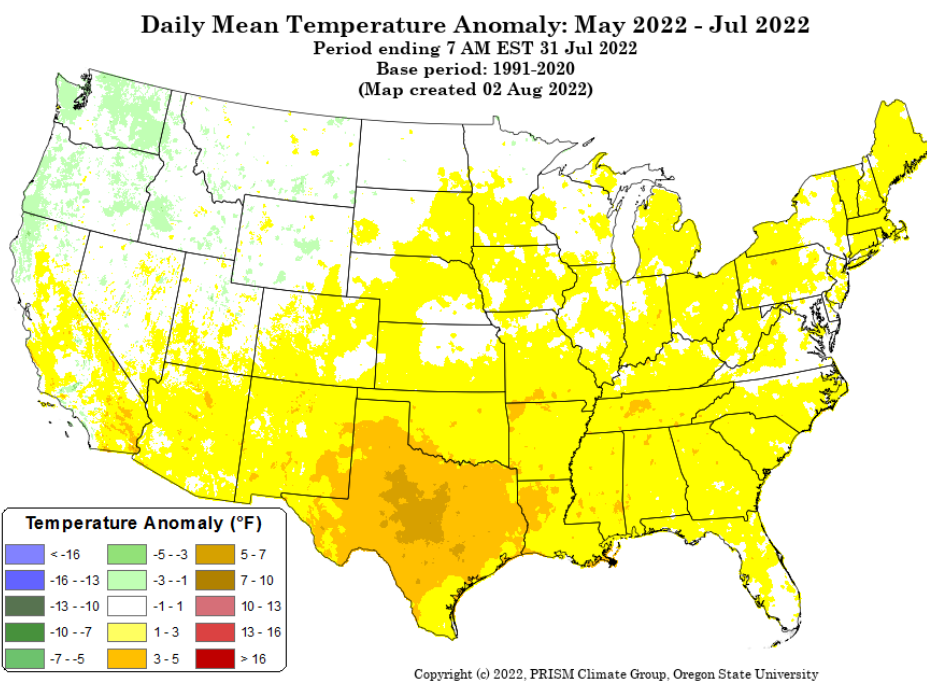 Daily Mean Temperature Anomaly: May 2022 - Jul 2022
Period ending 7 AM EST 31 Jul 2022
Base period: 1991-2020
(Map created 02 Aug 2022)
Temperature Anomaly (°F)
< -16
-5 - -3
5 - 7
-16 - -13
-3 - -1
7 - 10
-13 - -10
-1 - 1
10 - 13
-10 - -7
1 - 3
13 - 16
-7 - -5
3 - 5
> 16
Copyright (c) 2022, PRISM Climate Group, Oregon State University